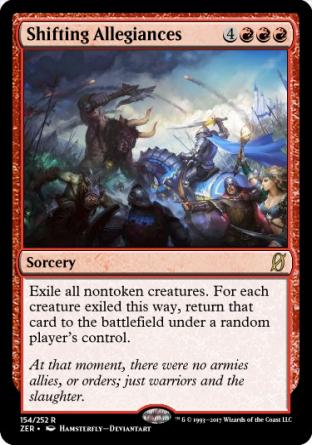 Shifting Allegiances 4
Sorcery
Exile all nontoken creatures. For each
creature exiled this way, return that
card to the battlefield under a random
player's control.
At that moment, there were no armies
allies, or orders; just warriors and the
slaughter.
154/252 R
ZER • Hamsterfly—Deviantart
™ & © 1993–2017 Wizards of the Coast LLC